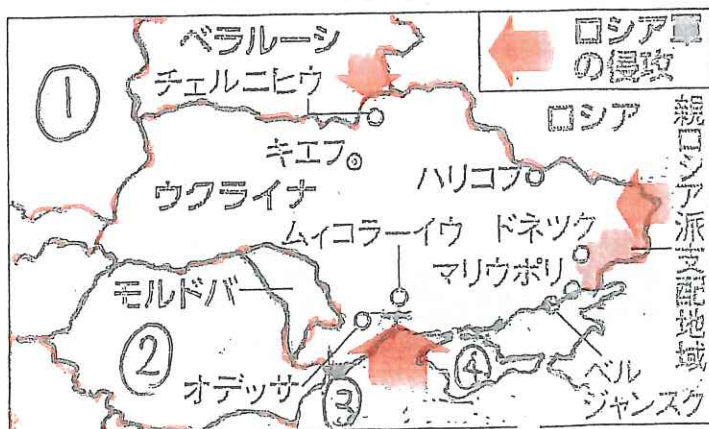 ロシア軍
の侵攻
ベラルーシ
チェルニヒウ
①
ロシア
キエフ
ハリコフ
ウクライナ
ムィコラーイウ
ドネツク
マリウポリ
親ロシア派支配地域
モルドバ
②
オデッサ
③
④
ベル
ジャンスク